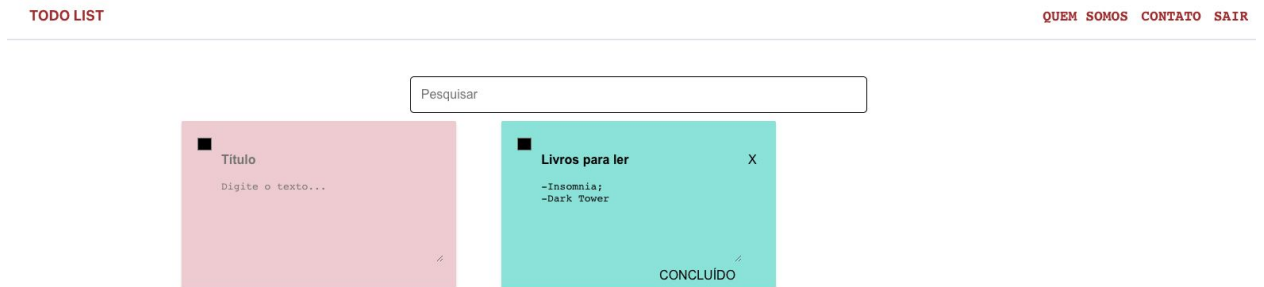 TODO LIST
QUEM SOMOS CONTATO SAIR
Pesquisar
Título
Digite o texto...
Livros para ler X
-Insomnia;
-Dark Tower
CONCLUÍDO